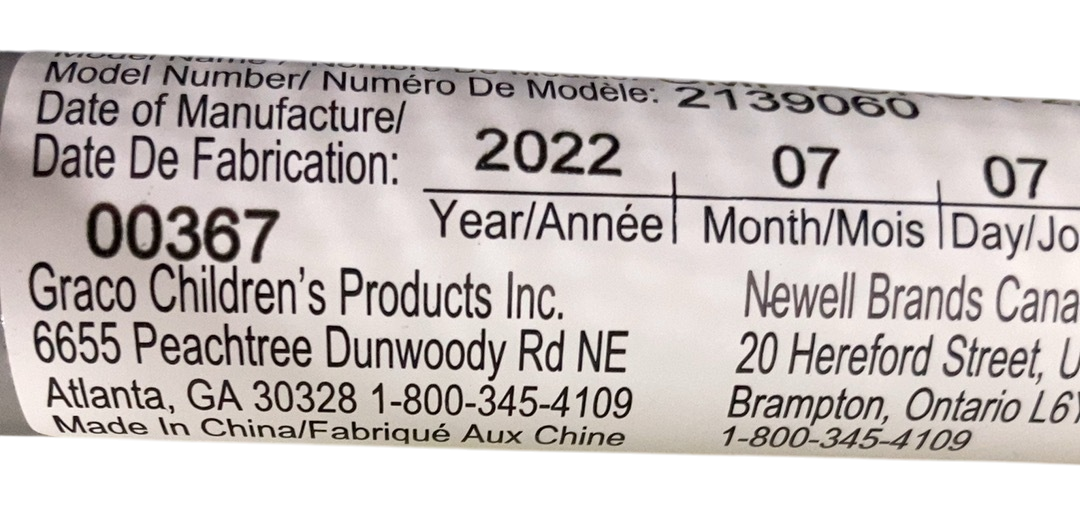 Model Number/ Numéro De Modèle: 2139060
Date of Manufacture/
Date De Fabrication: 2022 07 07
Year/Année Month/Mois Day/Jo
00367
Graco Children's Products Inc.
6655 Peachtree Dunwoody Rd NE
Atlanta, GA 30328 1-800-345-4109
Made In China/Fabriqué Aux Chine
Newell Brands Cana
20 Hereford Street, U
Brampton, Ontario L6Y
1-800-345-4109